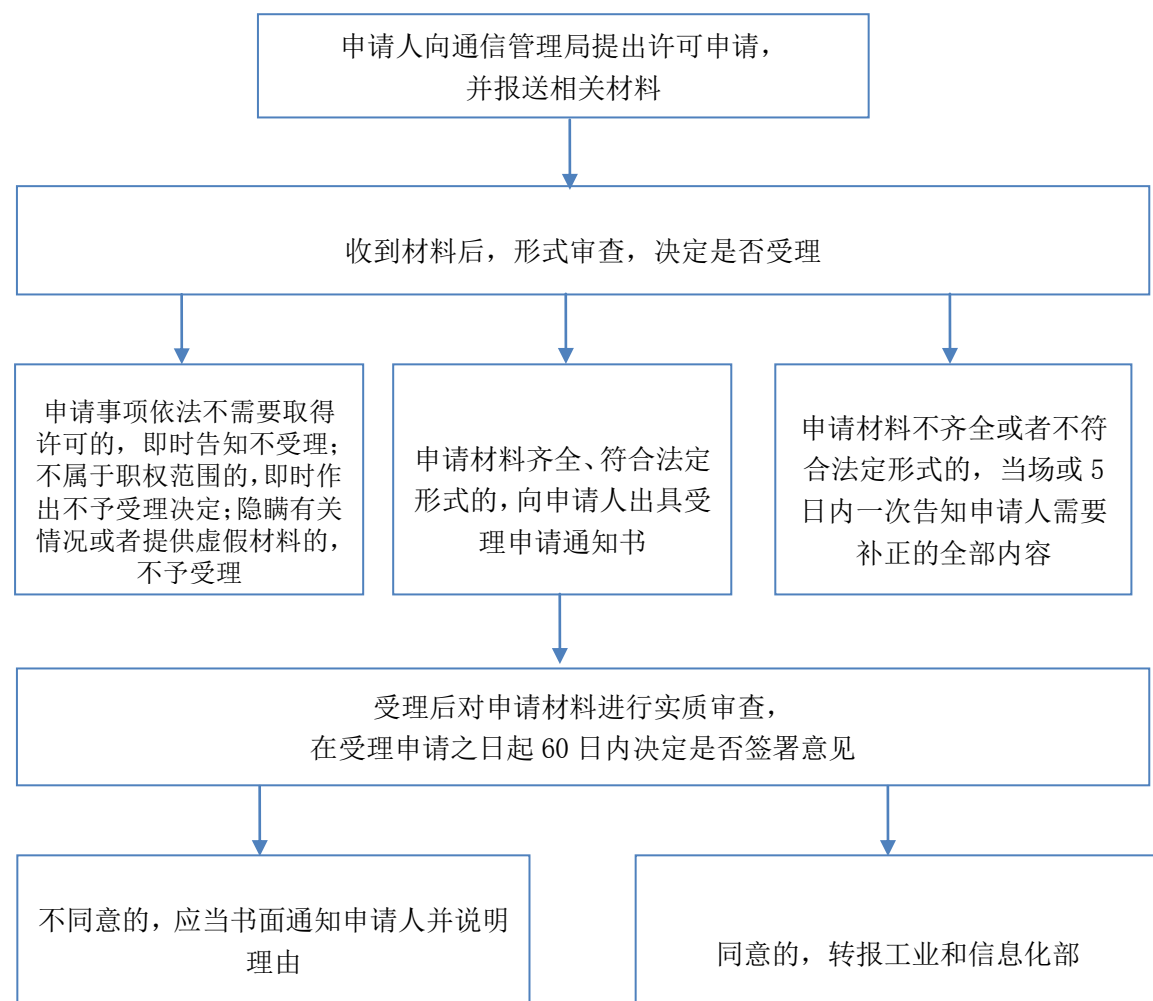 申请人向通信管理局提出许可申请，
并报送相关材料
收到材料后，形式审查，决定是否受理
申请事项依法不需要取得
许可的，即时告知不受理；
不属于职权范围的，即时作
出不予受理决定；隐瞒有关
情况或者提供虚假材料的，
不予受理
申请材料齐全、符合法定
形式的，向申请人出具受
理申请通知书
申请材料不齐全或者不符
合法定形式的，当场或 5
日内一次告知申请人需要
补正的全部内容
受理后对申请材料进行实质审查，
在受理申请之日起 60 日内决定是否签署意见
不同意的，应当书面通知申请人并说明
理由
同意的，转报工业和信息化部